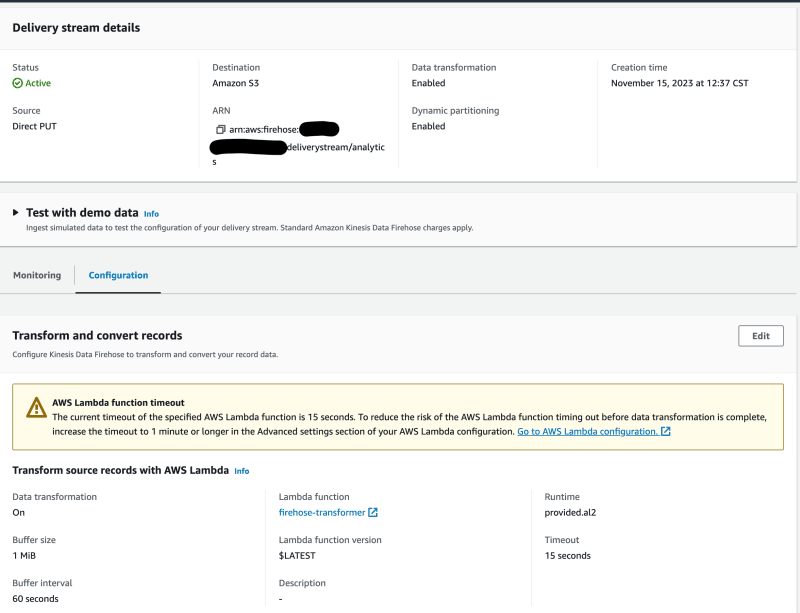 Delivery stream details
Status
Active
Destination
Amazon S3
Data transformation
Enabled
Creation time
November 15, 2023 at 12:37 CST
Source
Direct PUT
ARN
arn:aws:firehose:
deliverystream/analytic
s
Dynamic partitioning
Enabled
Test with demo data Info
Ingest simulated data to test the configuration of your delivery stream. Standard Amazon Kinesis Data Firehose charges apply.
Monitoring
Configuration
Transform and convert records
Edit
Configure Kinesis Data Firehose to transform and convert your record data.
AWS Lambda function timeout
The current timeout of the specified AWS Lambda function is 15 seconds. To reduce the risk of the AWS Lambda function timing out before data transformation is complete,
increase the timeout to 1 minute or longer in the Advanced settings section of your AWS Lambda configuration. Go to AWS Lambda configuration.
Transform source records with AWS Lambda Info
Data transformation
On
Lambda function
firehose-transformer
Runtime
provided.al2
Buffer size
1 MiB
Lambda function version
$LATEST
Timeout
15 seconds
Buffer interval
60 seconds
Description
-